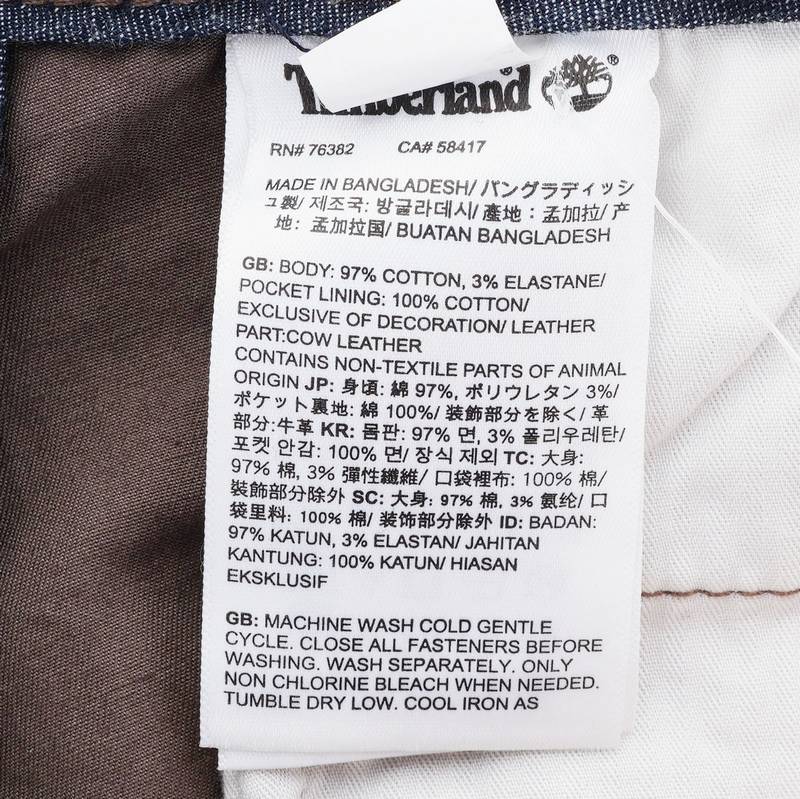 Timberland ®
RN# 76382 CA# 58417
MADE IN BANGLADESH/ バングラディッシ
ュ製/ 제조국: 방글라데시/ 產地: 孟加拉/ 产
地: 孟加拉国/ BUATAN BANGLADESH
GB: BODY: 97% COTTON, 3% ELASTANE/
POCKET LINING: 100% COTTON/
EXCLUSIVE OF DECORATION/ LEATHER
PART:COW LEATHER
CONTAINS NON-TEXTILE PARTS OF ANIMAL
ORIGIN JP: 身頃: 綿 97%, ポリウレタン 3%/
ポケット裏地: 綿 100%/ 装飾部分を除く/ 革
部分:牛革 KR: 몸판: 97% 면, 3% 폴리우레탄/
포켓 안감: 100% 면/ 장식 제외 TC: 大身:
97% 棉, 3% 彈性纖維/ 口袋裡布: 100% 棉/
裝飾部分除外 SC: 大身: 97% 棉, 3% 氨纶/ 口
袋里料: 100% 棉/ 装饰部分除外 ID: BADAN:
97% KATUN, 3% ELASTAN/ JAHITAN
KANTUNG: 100% KATUN/ HIASAN
EKSKLUSIF
GB: MACHINE WASH COLD GENTLE
CYCLE. CLOSE ALL FASTENERS BEFORE
WASHING. WASH SEPARATELY. ONLY
NON CHLORINE BLEACH WHEN NEEDED.
TUMBLE DRY LOW. COOL IRON AS